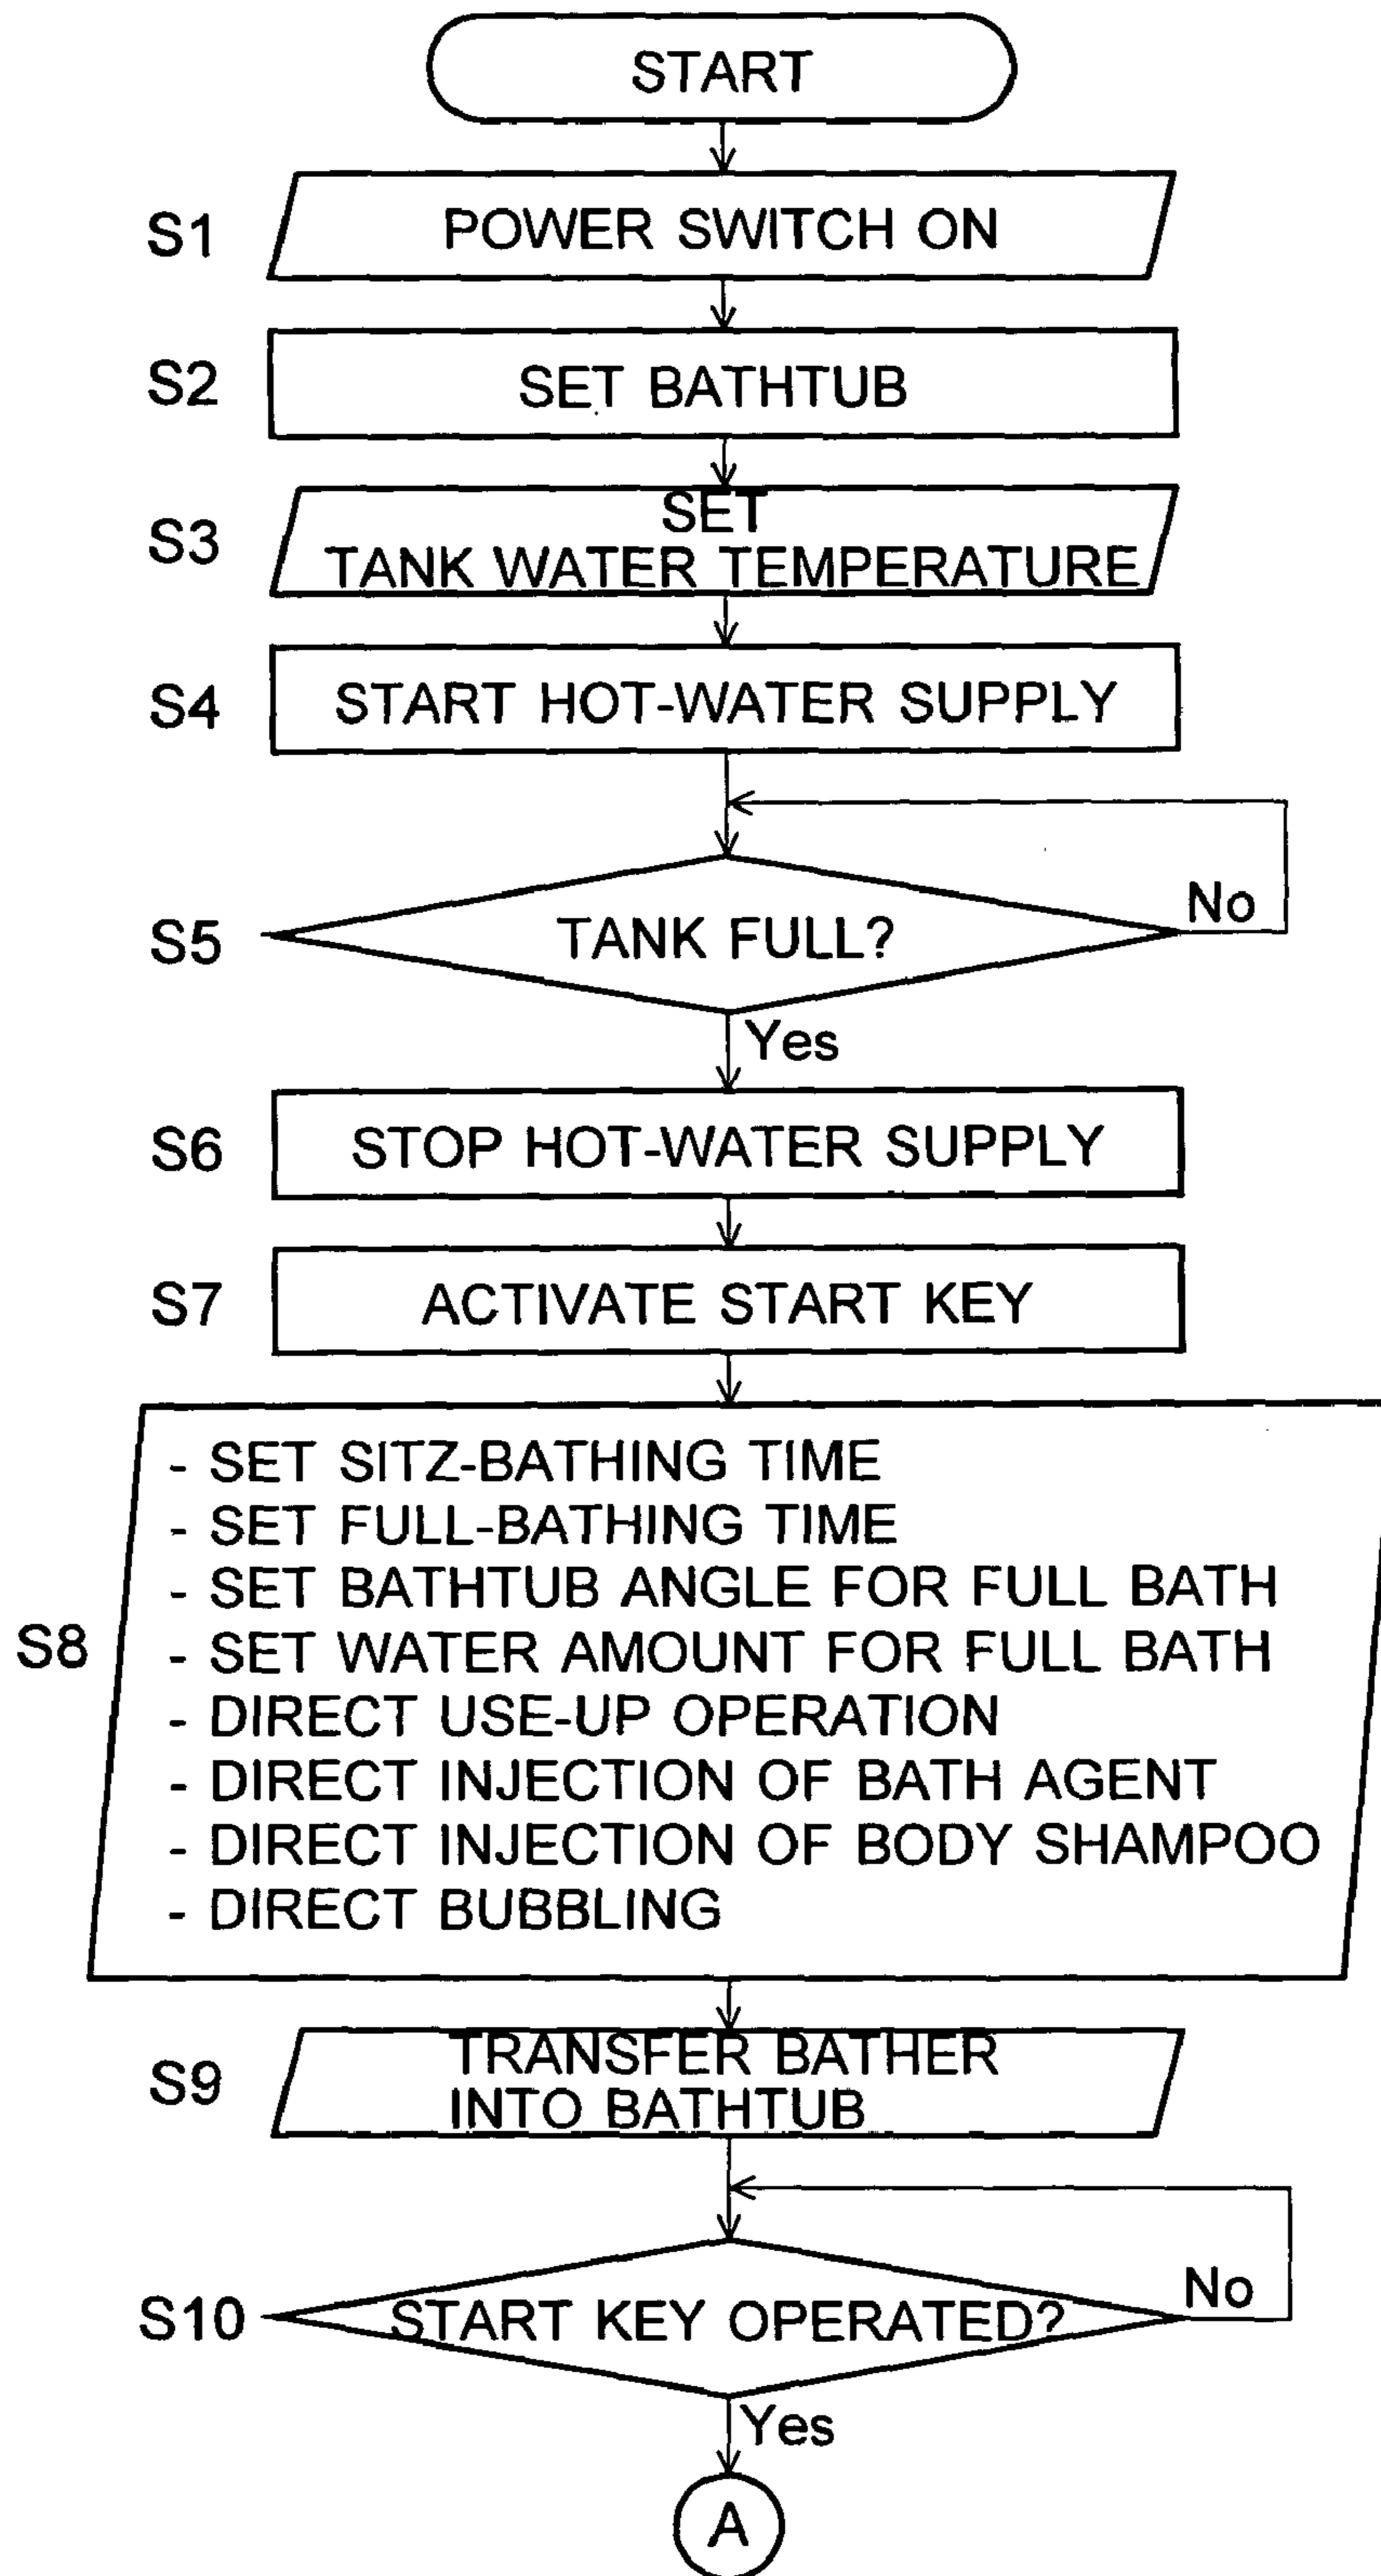 START
S1
POWER SWITCH ON
S2
SET BATHTUB
S3
SET
TANK WATER TEMPERATURE
S4
START HOT-WATER SUPPLY
S5
TANK FULL?
No
Yes
S6
STOP HOT-WATER SUPPLY
S7
ACTIVATE START KEY
S8
- SET SITZ-BATHING TIME
- SET FULL-BATHING TIME
- SET BATHTUB ANGLE FOR FULL BATH
- SET WATER AMOUNT FOR FULL BATH
- DIRECT USE-UP OPERATION
- DIRECT INJECTION OF BATH AGENT
- DIRECT INJECTION OF BODY SHAMPOO
- DIRECT BUBBLING
S9
TRANSFER BATHER
INTO BATHTUB
S10
START KEY OPERATED?
No
Yes
A